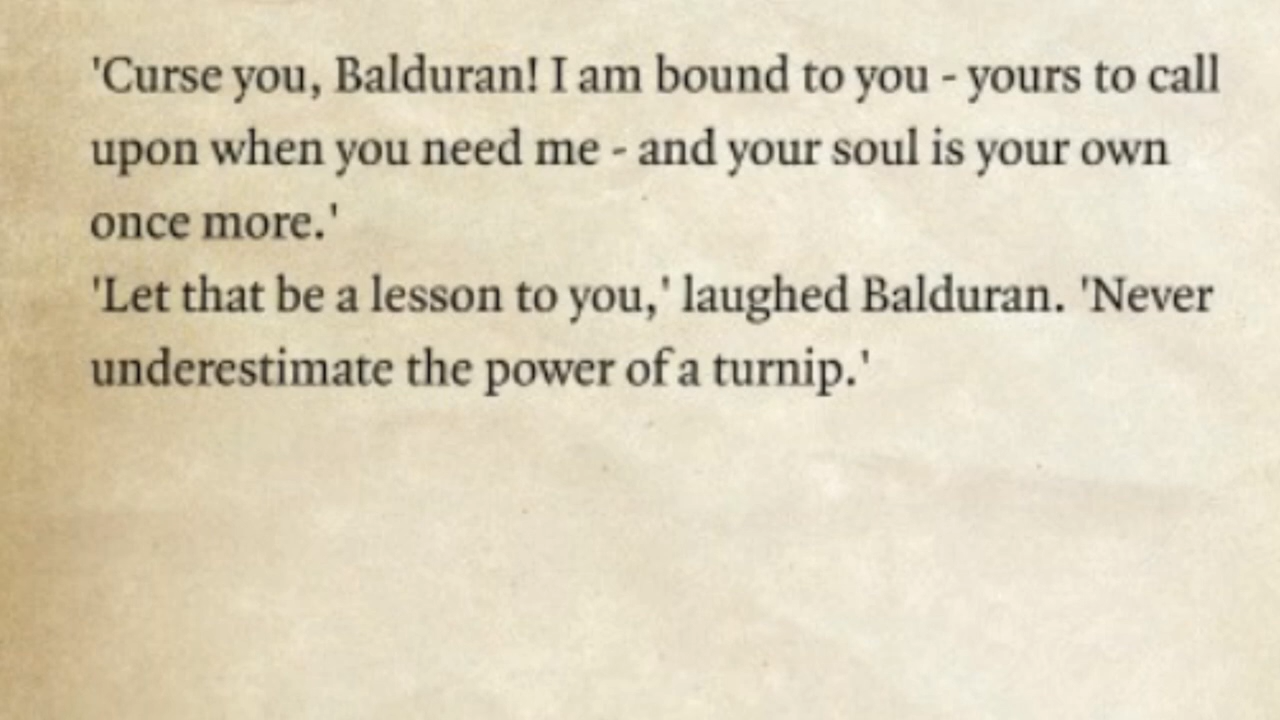 'Curse you, Balduran! I am bound to you - yours to call
upon when you need me - and your soul is your own
once more.'
'Let that be a lesson to you,' laughed Balduran. 'Never
underestimate the power of a turnip.'